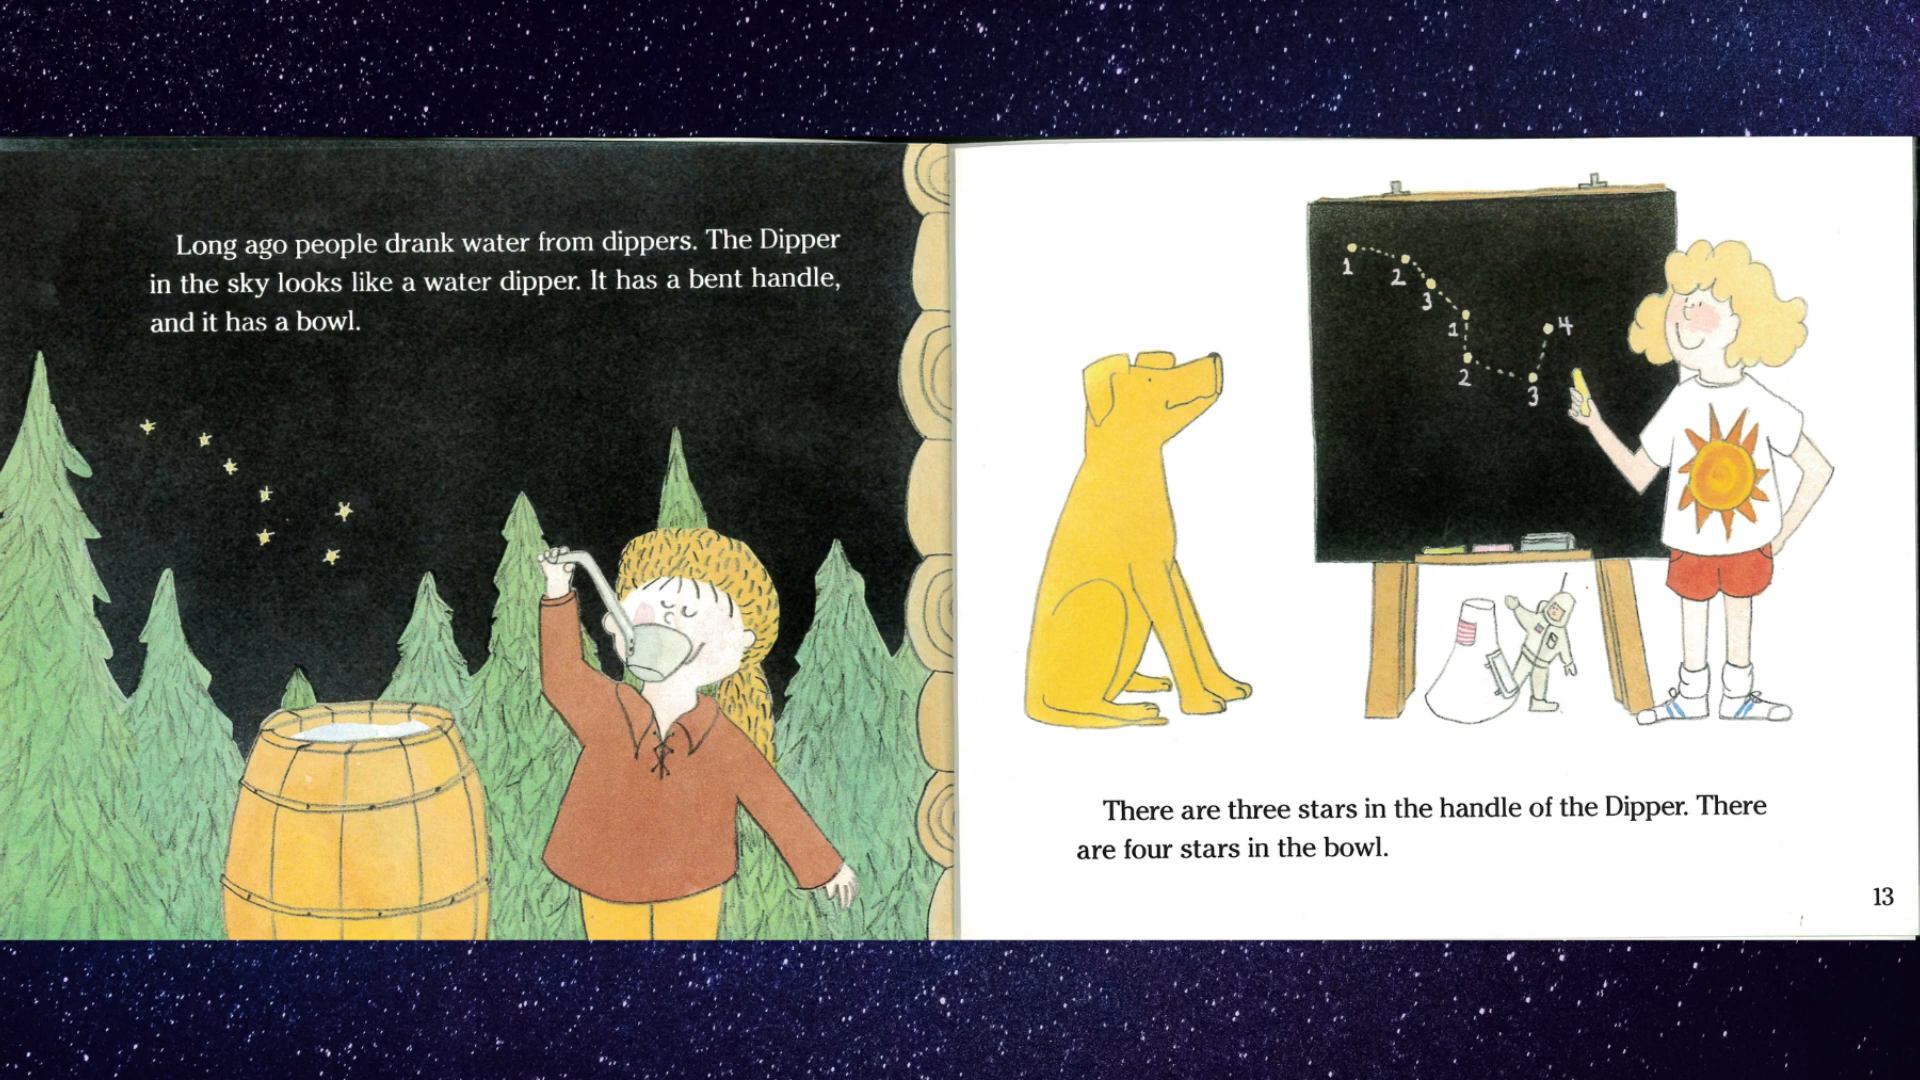 Long ago people drank water from dippers. The Dipper
in the sky looks like a water dipper. It has a bent handle,
and it has a bowl.
1
2
3
1
4
2
3
There are three stars in the handle of the Dipper. There
are four stars in the bowl.
13